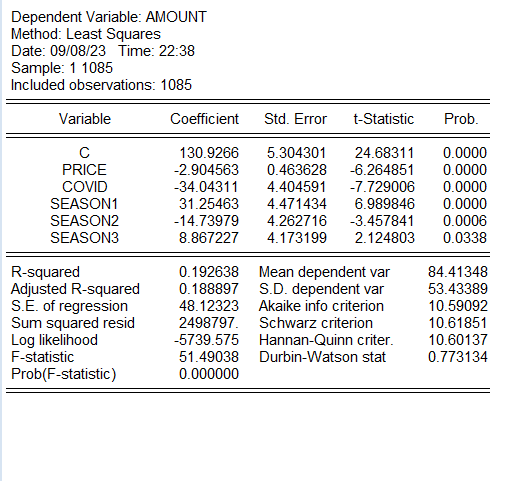 Dependent Variable: AMOUNT
Method: Least Squares
Date: 09/08/23 Time: 22:38
Sample: 1 1085
Included observations: 1085
Variable Coefficient Std. Error t-Statistic Prob.
C 130.9266 5.304301 24.68311 0.0000
PRICE -2.904563 0.463628 -6.264851 0.0000
COVID -34.04311 4.404591 -7.729006 0.0000
SEASON1 31.25463 4.471434 6.989846 0.0000
SEASON2 -14.73979 4.262716 -3.457841 0.0006
SEASON3 8.867227 4.173199 2.124803 0.0338
R-squared 0.192638 Mean dependent var 84.41348
Adjusted R-squared 0.188897 S.D. dependent var 53.43389
S.E. of regression 48.12323 Akaike info criterion 10.59092
Sum squared resid 2498797. Schwarz criterion 10.61851
Log likelihood -5739.575 Hannan-Quinn criter. 10.60137
F-statistic 51.49038 Durbin-Watson stat 0.773134
Prob(F-statistic) 0.000000